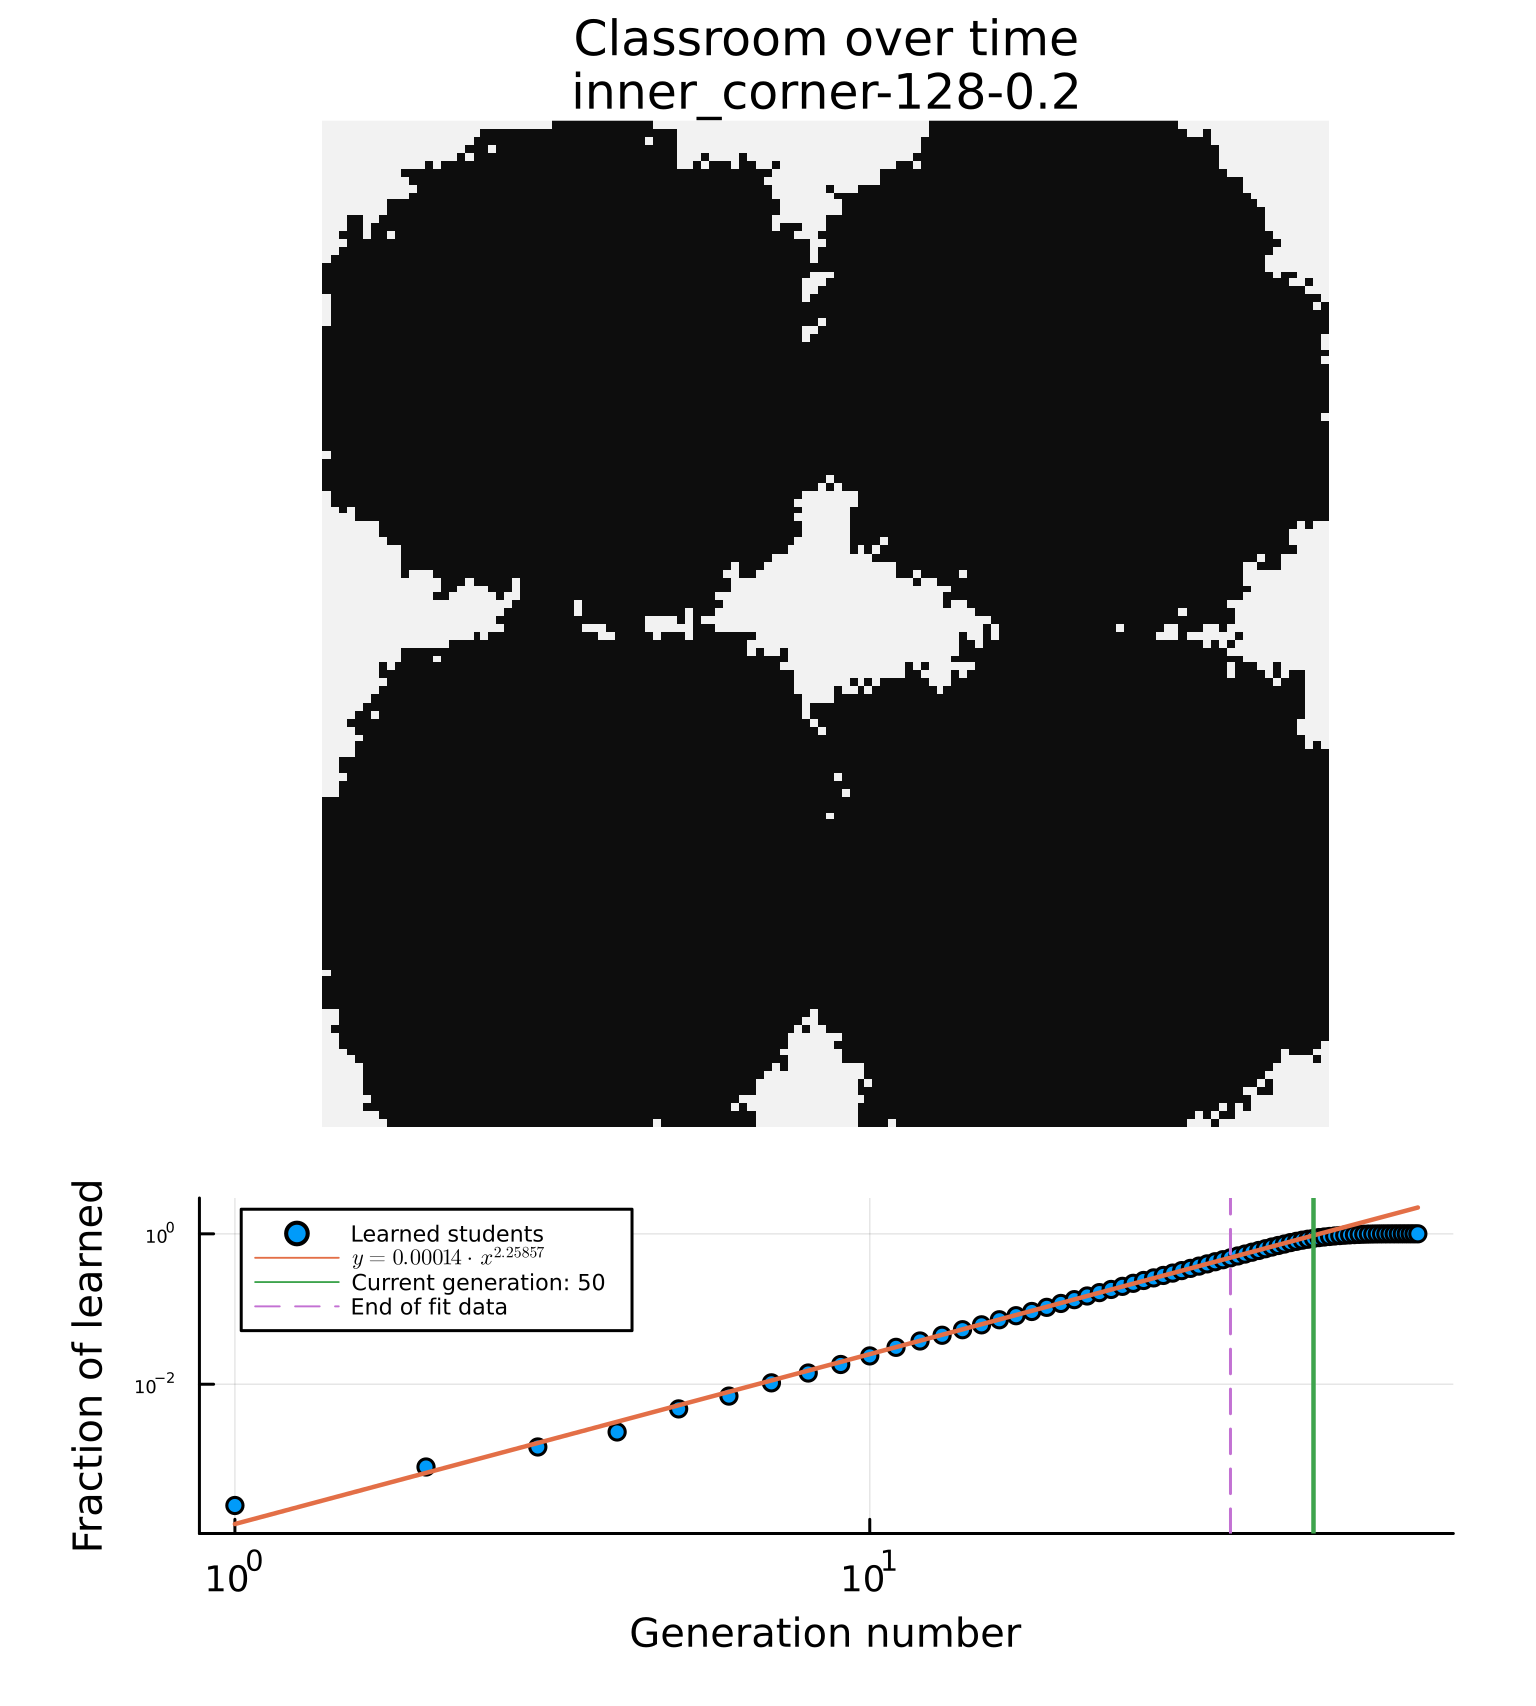 Classroom over time
inner_corner-128-0.2
Fraction of learned
10^0
10^−2
Learned students
y = 0.00014 · x^2.25857
Current generation: 50
End of fit data
10^0
10^1
Generation number